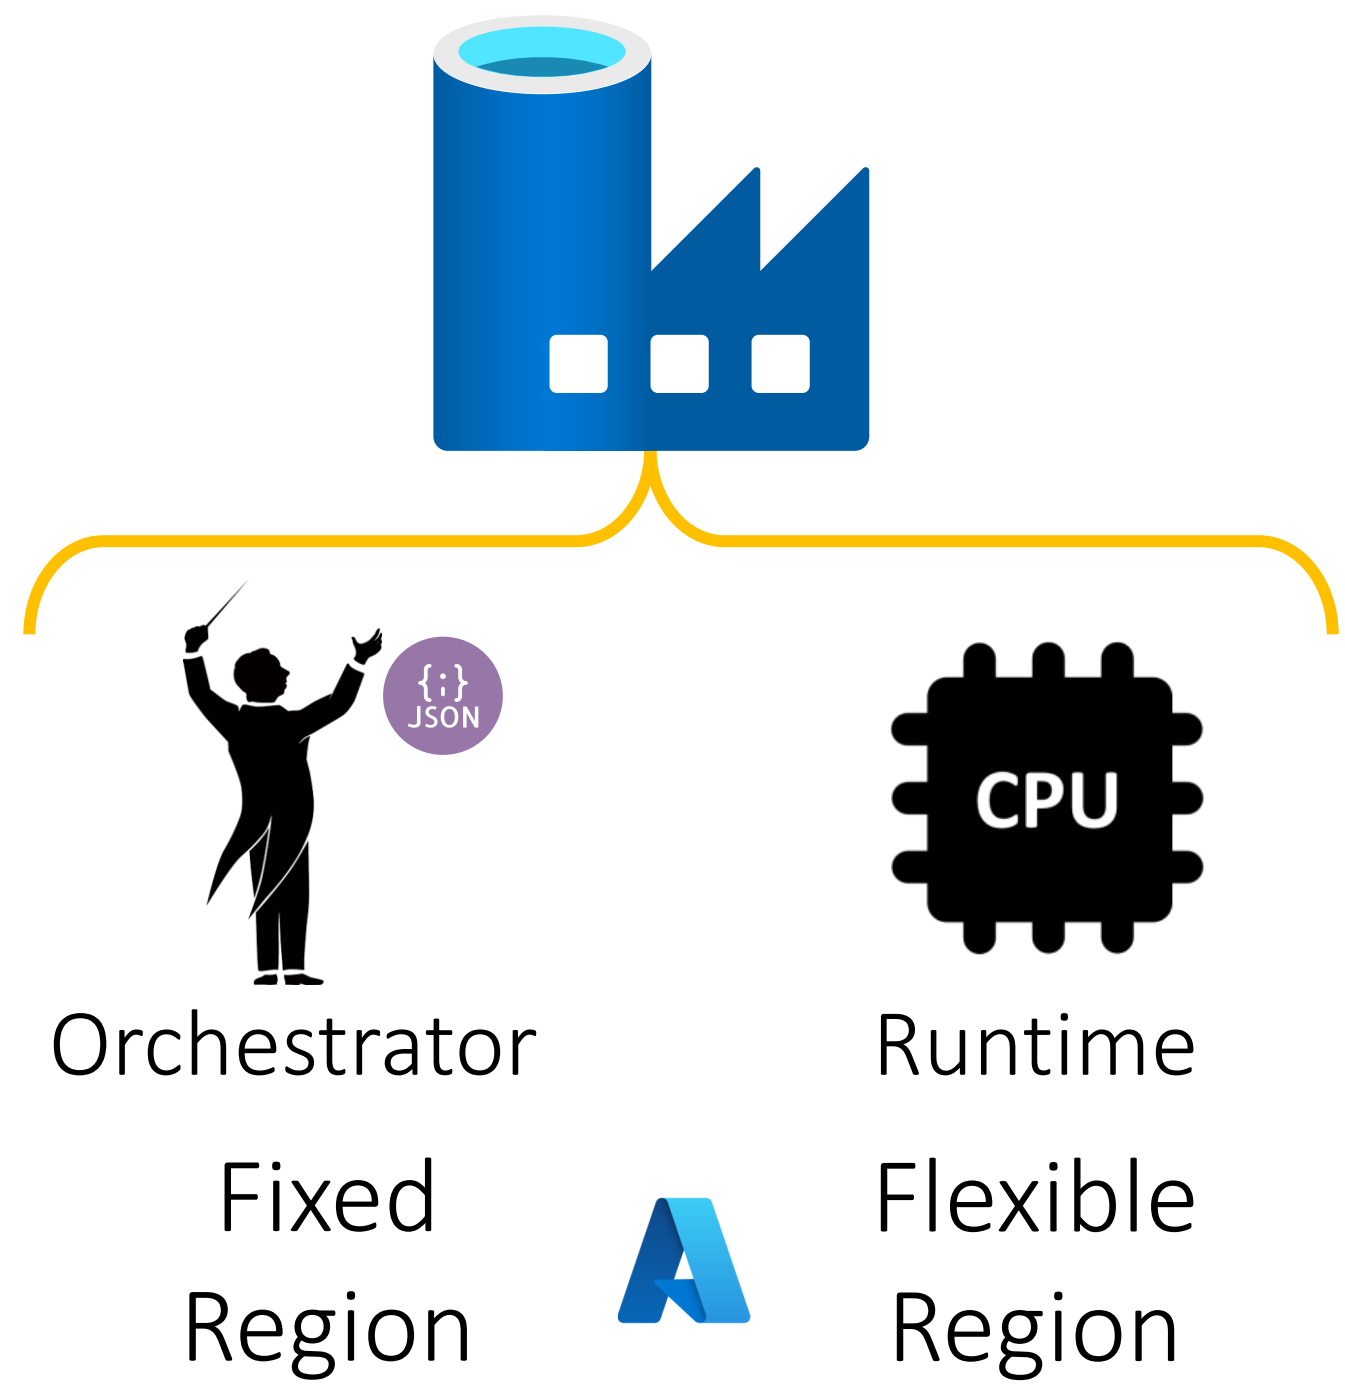 {;}
JSON
CPU
Orchestrator
Runtime
Fixed
Region
Flexible
Region